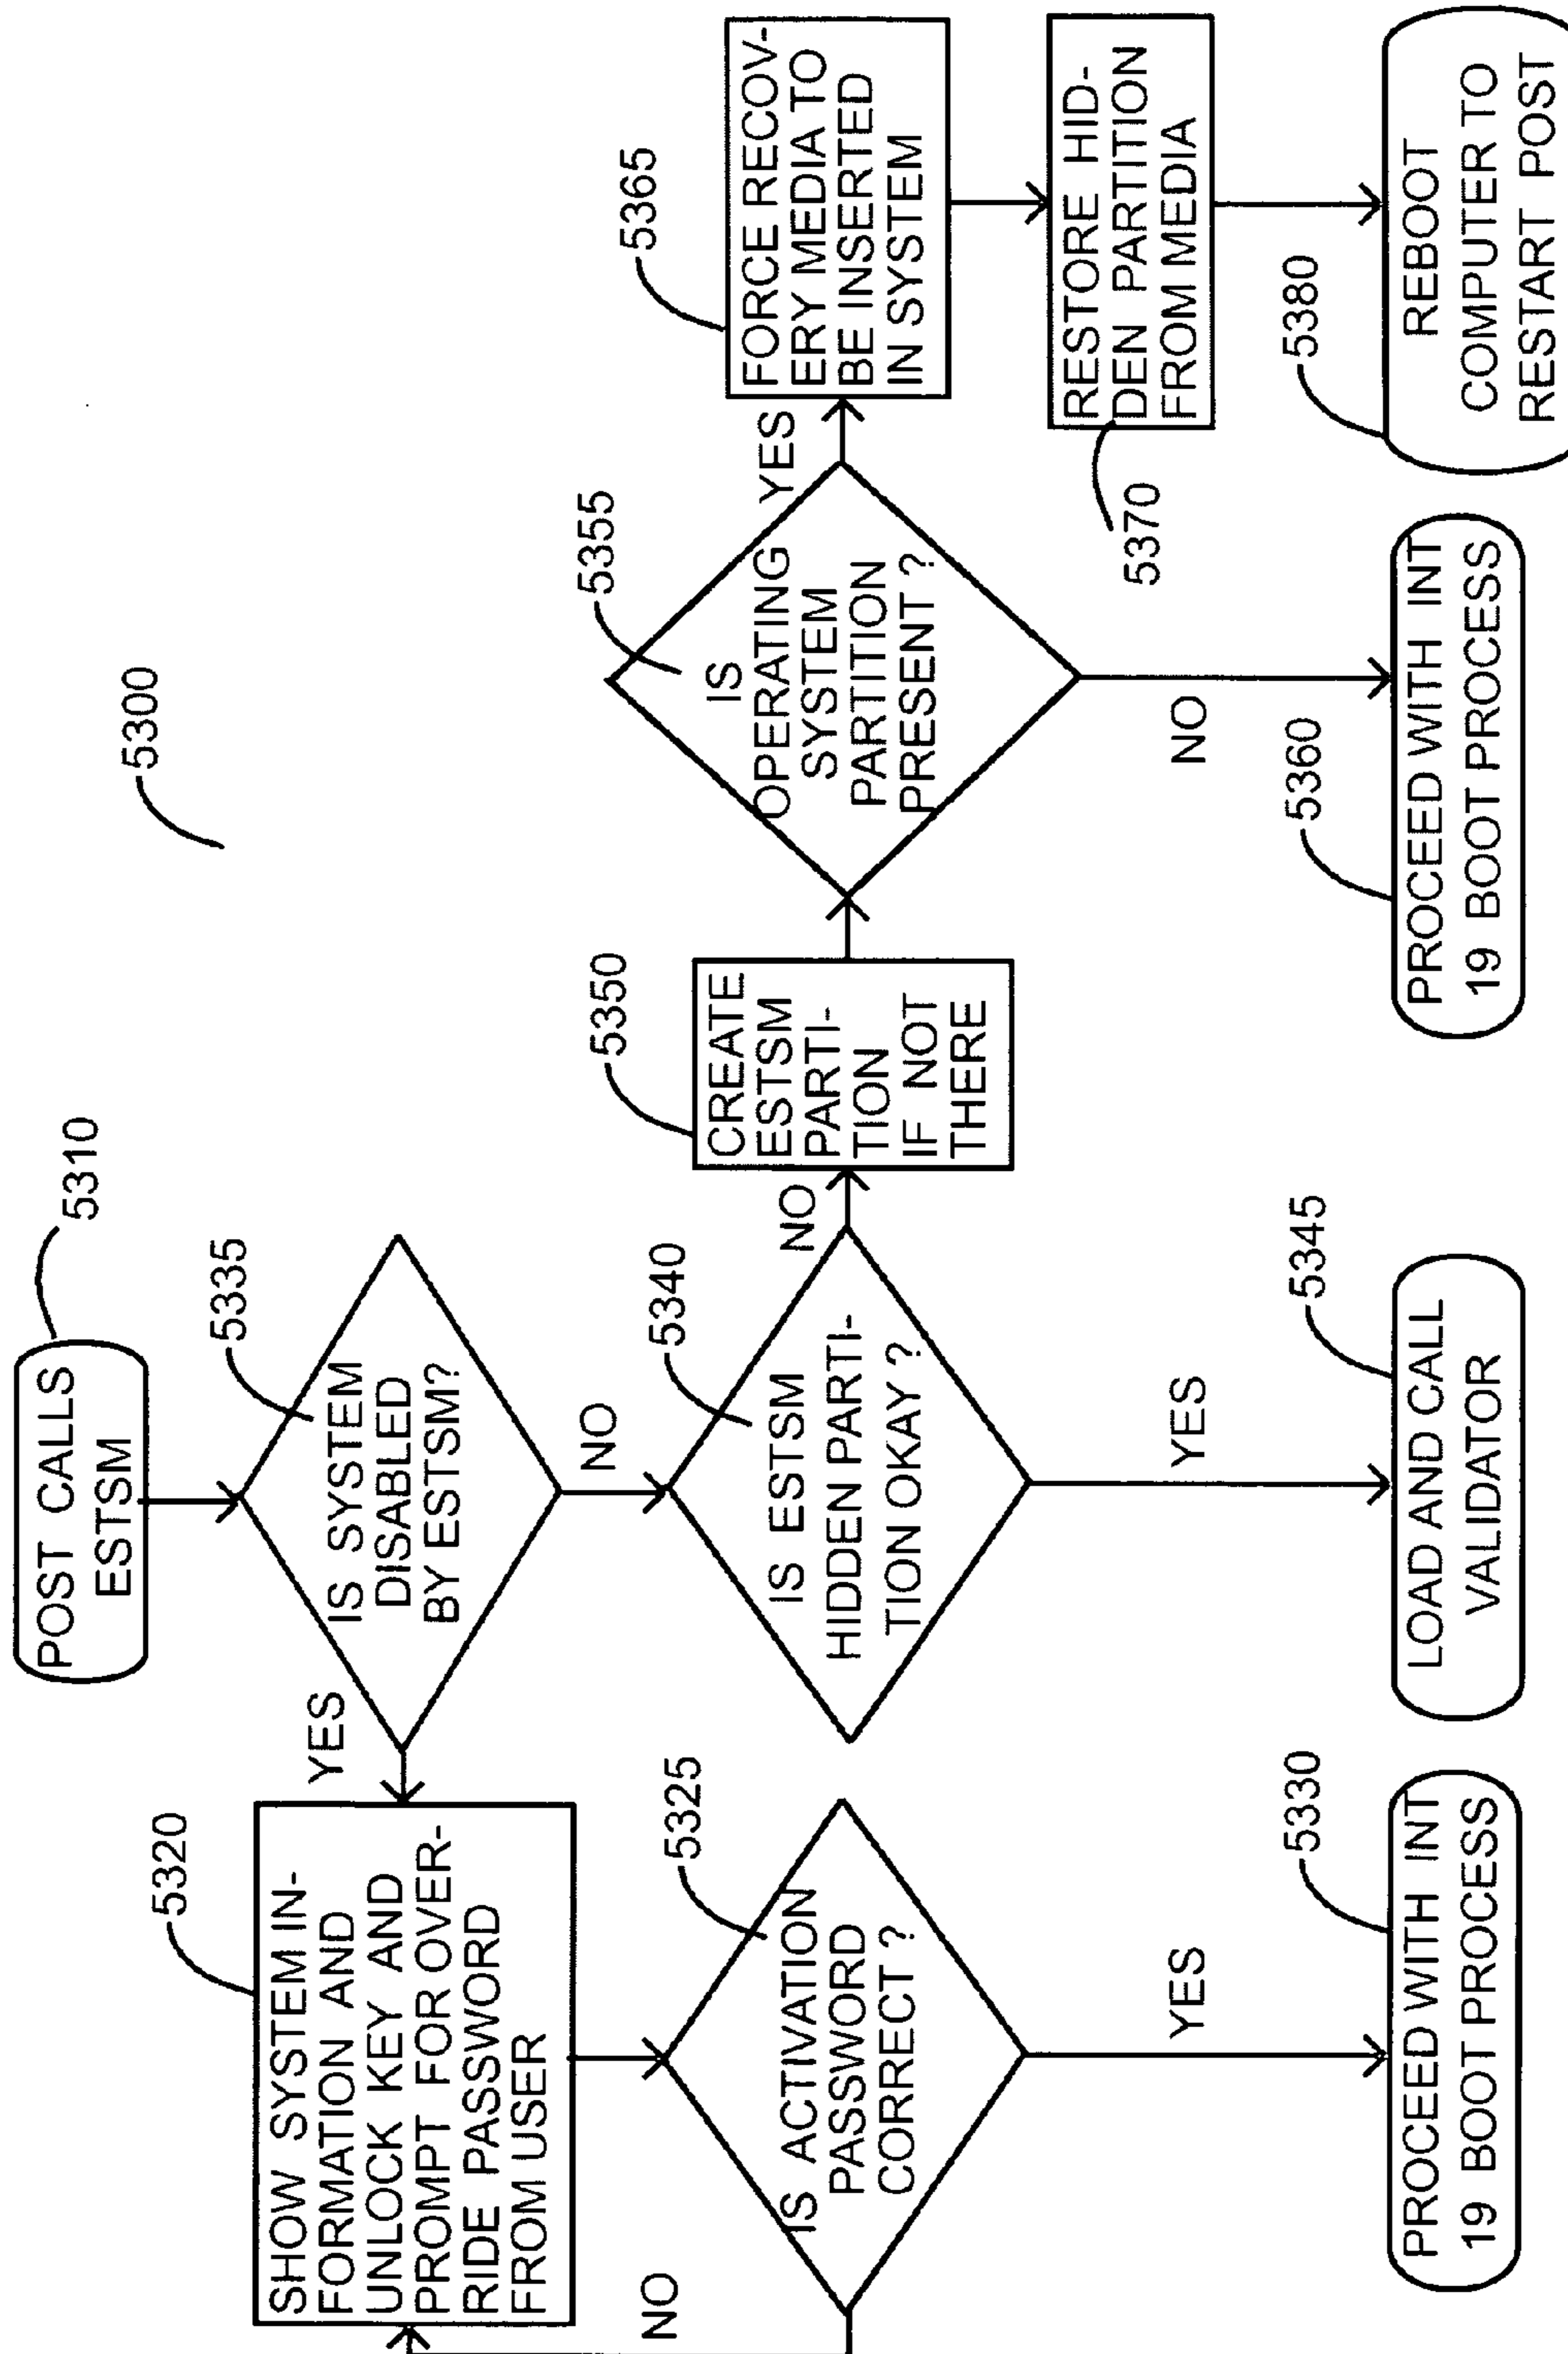 5300
POST CALLS
ESTSM
5310
IS SYSTEM
DISABLED
BY ESTSM?
5335
YES
NO
SHOW SYSTEM IN-
FORMATION AND
UNLOCK KEY AND
PROMPT FOR OVER-
RIDE PASSWORD
FROM USER
5320
IS ACTIVATION
PASSWORD
CORRECT ?
5325
NO
YES
PROCEED WITH INT
19 BOOT PROCESS
5330
IS ESTSM
HIDDEN PARTI-
TION OKAY ?
5340
NO
YES
LOAD AND CALL
VALIDATOR
5345
CREATE
ESTSM
PARTI-
TION
IF NOT
THERE
5350
IS
OPERATING
SYSTEM
PARTITION
PRESENT ?
5355
YES
NO
PROCEED WITH INT
19 BOOT PROCESS
5360
FORCE RECOV-
ERY MEDIA TO
BE INSERTED
IN SYSTEM
5365
RESTORE HID-
DEN PARTITION
FROM MEDIA
5370
REBOOT
COMPUTER TO
RESTART POST
5380